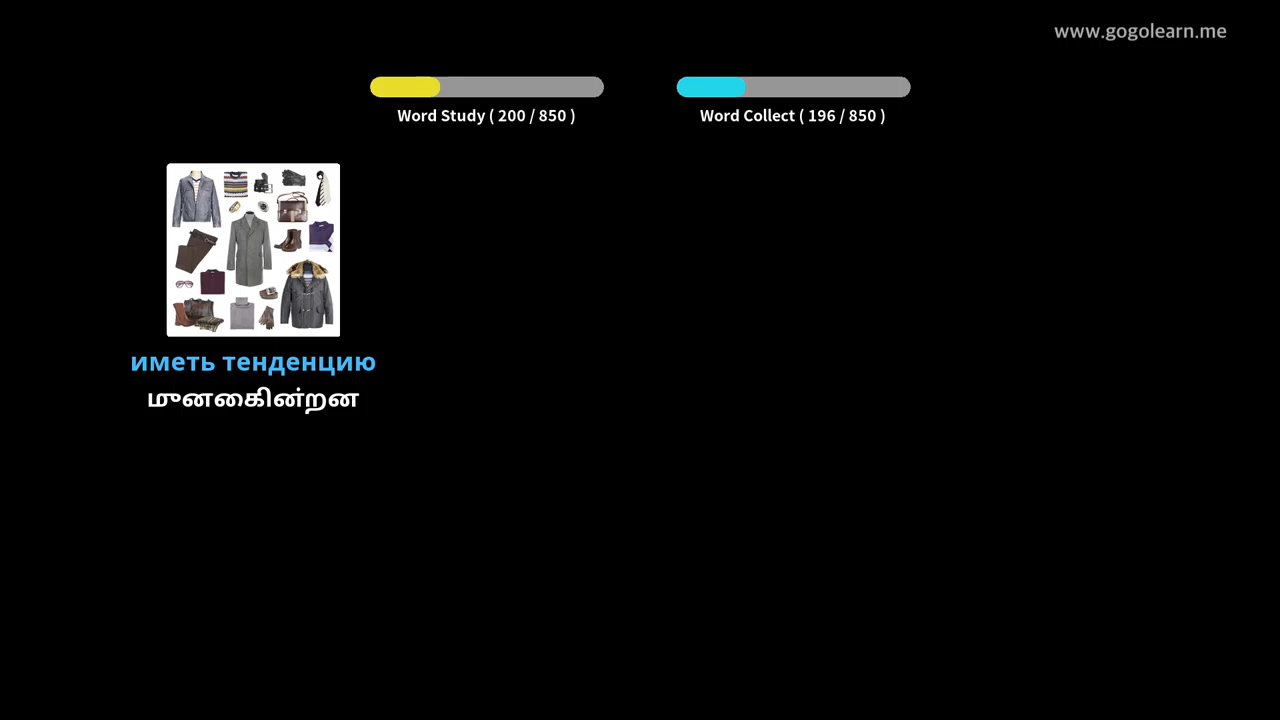 www.gogolearn.me
Word Study ( 200 / 850 )
Word Collect ( 196 / 850 )
иметь тенденцию
முனைகின்றன